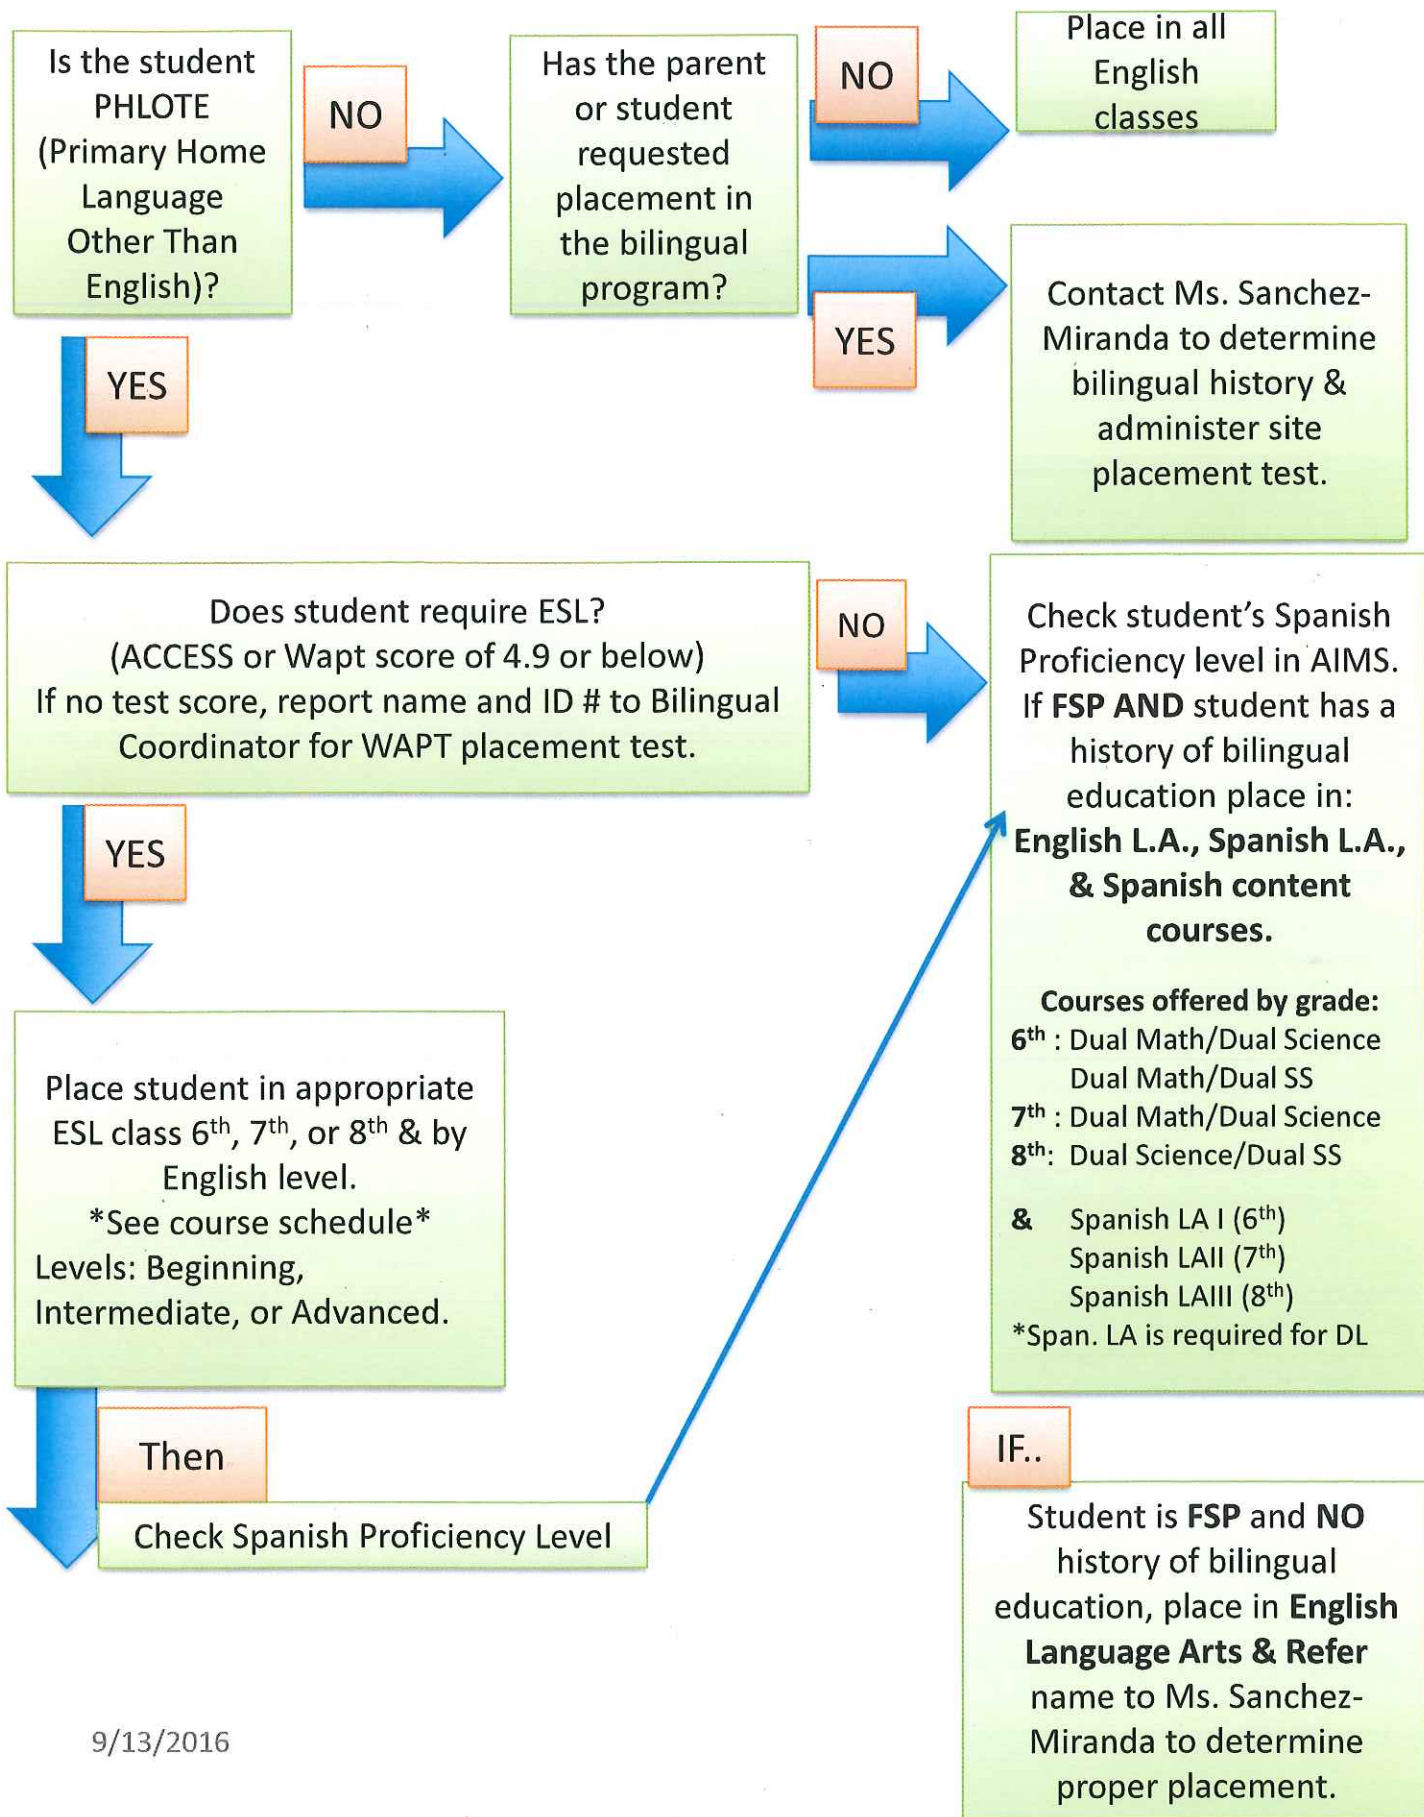 Is the student
PHLOTE
(Primary Home
Language
Other Than
English)?
NO
Has the parent
or student
requested
placement in
the bilingual
program?
NO
Place in all
English
classes
YES
Contact Ms. Sanchez-
Miranda to determine
bilingual history &
administer site
placement test.
YES
Does student require ESL?
(ACCESS or Wapt score of 4.9 or below)
If no test score, report name and ID # to Bilingual
Coordinator for WAPT placement test.
NO
Check student's Spanish
Proficiency level in AIMS.
If FSP AND student has a
history of bilingual
education place in:
English L.A., Spanish L.A.,
& Spanish content
courses.
Courses offered by grade:
6th : Dual Math/Dual Science
Dual Math/Dual SS
7th : Dual Math/Dual Science
8th: Dual Science/Dual SS
& Spanish LA I (6th)
Spanish LAII (7th)
Spanish LAIII (8th)
*Span. LA is required for DL
YES
Place student in appropriate
ESL class 6th, 7th, or 8th & by
English level.
*See course schedule*
Levels: Beginning,
Intermediate, or Advanced.
Then
Check Spanish Proficiency Level
IF..
Student is FSP and NO
history of bilingual
education, place in English
Language Arts & Refer
name to Ms. Sanchez-
Miranda to determine
proper placement.
9/13/2016